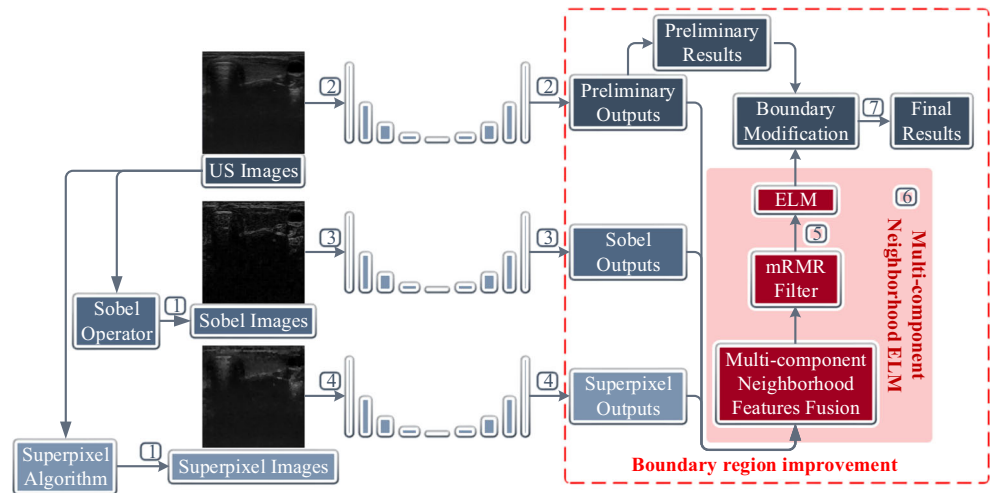 Preliminary
Results
2
2
Preliminary
Outputs
Boundary
Modification
7
Final
Results
US Images
ELM
6
Multi-component
Neighborhood ELM
5
3
3
Sobel
Outputs
mRMR
Filter
Sobel
Operator
1
Sobel Images
4
4
Superpixel
Outputs
Multi-component
Neighborhood
Features Fusion
Superpixel
Algorithm
1
Superpixel Images
Boundary region improvement